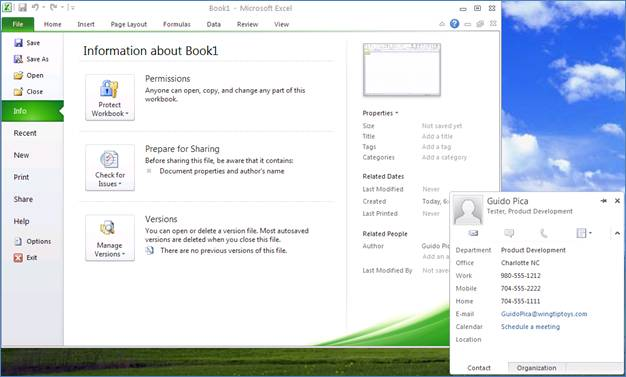 Book1 - Microsoft Excel
File Home Insert Page Layout Formulas Data Review View
Save
Save As
Open
Close
Info
Recent
New
Print
Share
Help
Options
Exit
Information about Book1
Protect
Workbook
Permissions
Anyone can open, copy, and change any part of this
workbook.
Check for
Issues
Prepare for Sharing
Before sharing this file, be aware that it contains:
Document properties and author's name
Manage
Versions
Versions
You can open or delete a version file. Most autosaved
versions are deleted when you close this file.
There are no previous versions of this file.
Properties
Size Not saved yet
Title Add a title
Tags Add a tag
Categories Add a category
Related Dates
Last Modified Never
Created Today, 6:
Last Printed Never
Related People
Author Guido Pica
Add an a
Last Modified By Not saved
Guido Pica
Tester, Product Development
Department Product Development
Office Charlotte NC
Work 980-555-1212
Mobile 704-555-2222
Home 704-555-1111
E-mail GuidoPica@wingtiptoys.com
Calendar Schedule a meeting
Location
Contact Organization